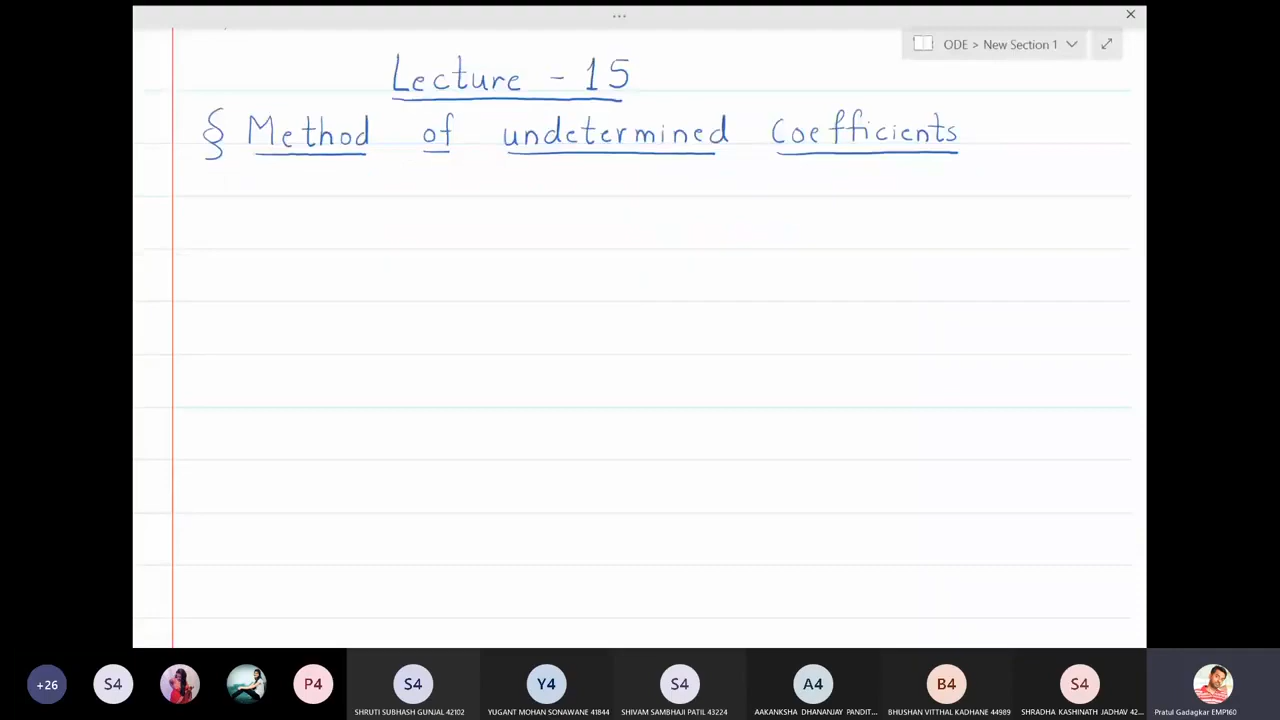 ODE > New Section 1
Lecture - 15
§ Method of undetermined Coefficients
+26
S4
P4
S4
Y4
S4
A4
B4
S4
SHRUTI SUBHASH GUNJAL 42102
YUGANT MOHAN SONAWANE 41844
SHIVAM SAMBHAJI PATIL 43224
AAKANKSHA DHANANJAY PANDIT...
BHUSHAN VITTHAL KADHANE 44989
SHRADHA KASHINATH JADHAV 42...
Pratul Gadagkar EMP160